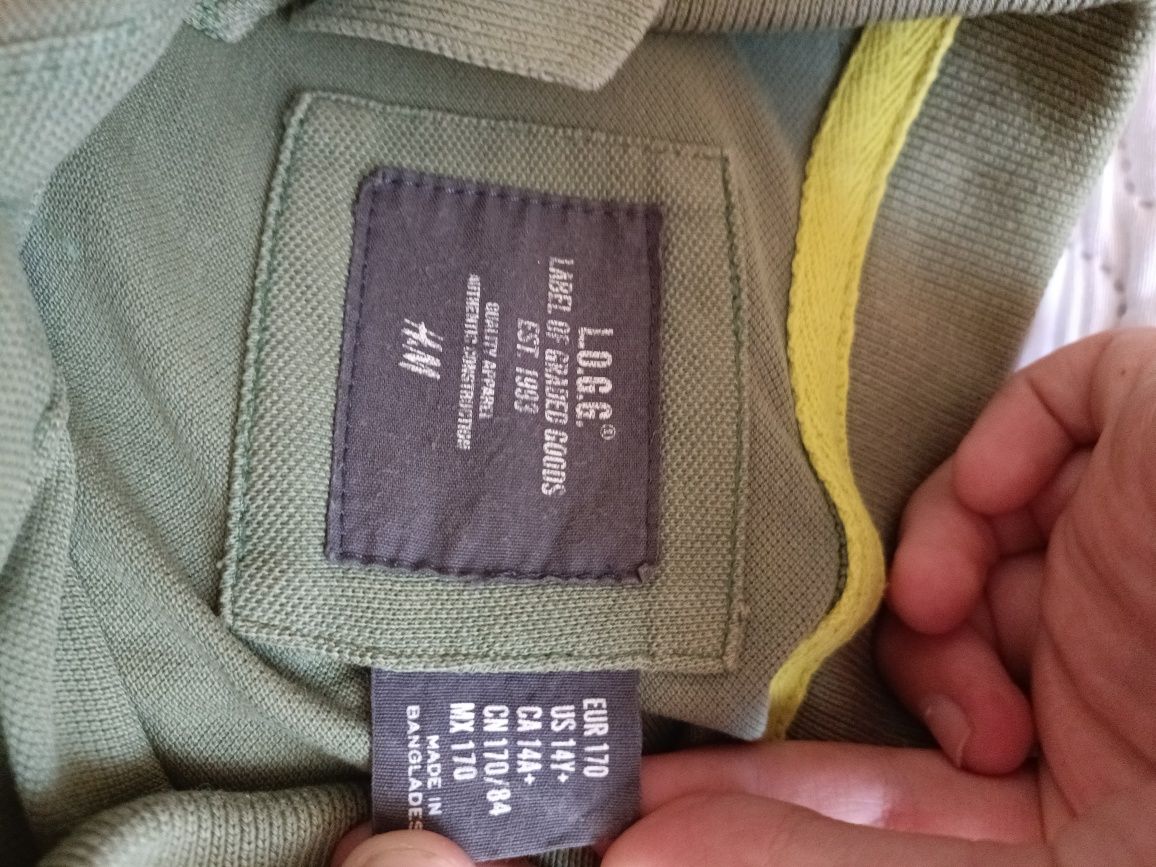 L.O.G.G.®
LABEL OF GRADED GOODS
EST. 1993
QUALITY APPAREL
AUTHENTIC CONSTRUCTION
H&M
EUR 170
US 14Y+
CA 14A+
CN 170/84
MX 170
MADE IN
BANGLADES